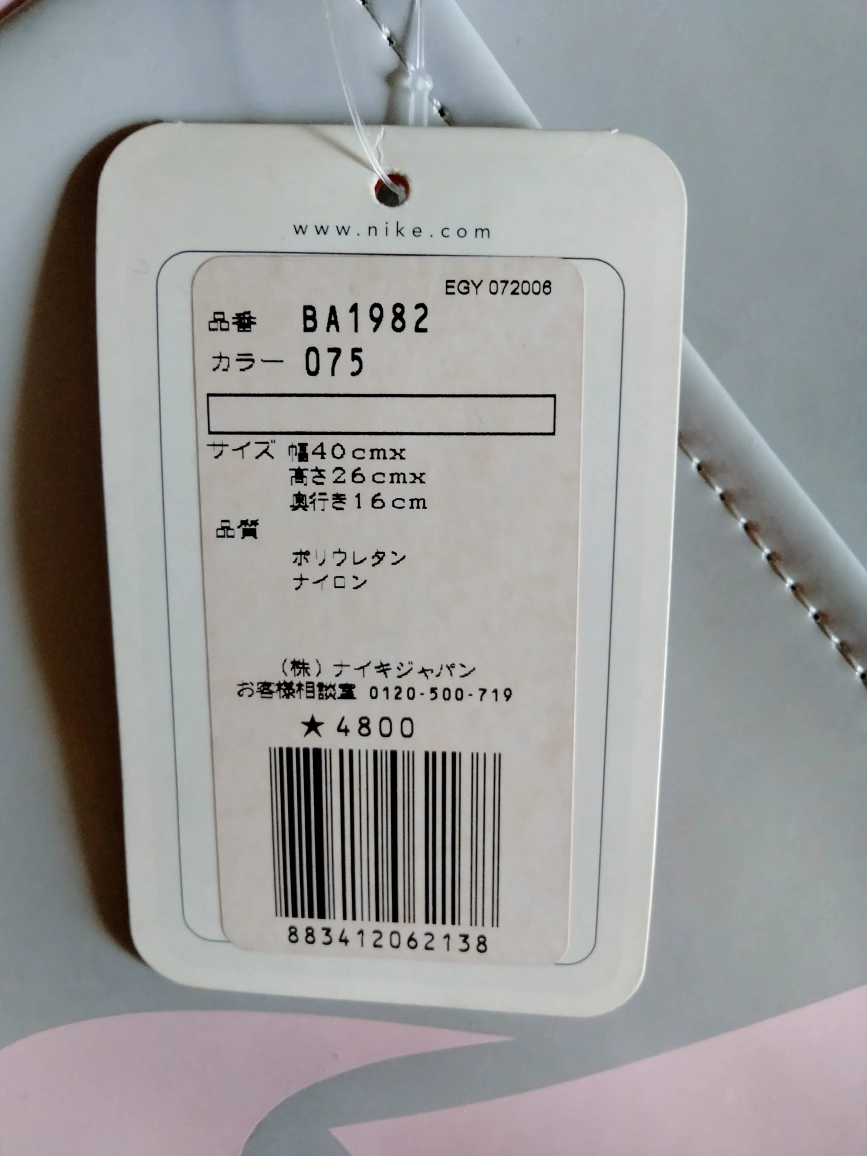 www.nike.com
EGY 072006
品番 BA1982
カラー 075
サイズ 幅40cmx
高さ26cmx
奥行き16cm
品質
ポリウレタン
ナイロン
（株）ナイキジャパン
お客様相談室 0120-500-719
★4800
883412062138